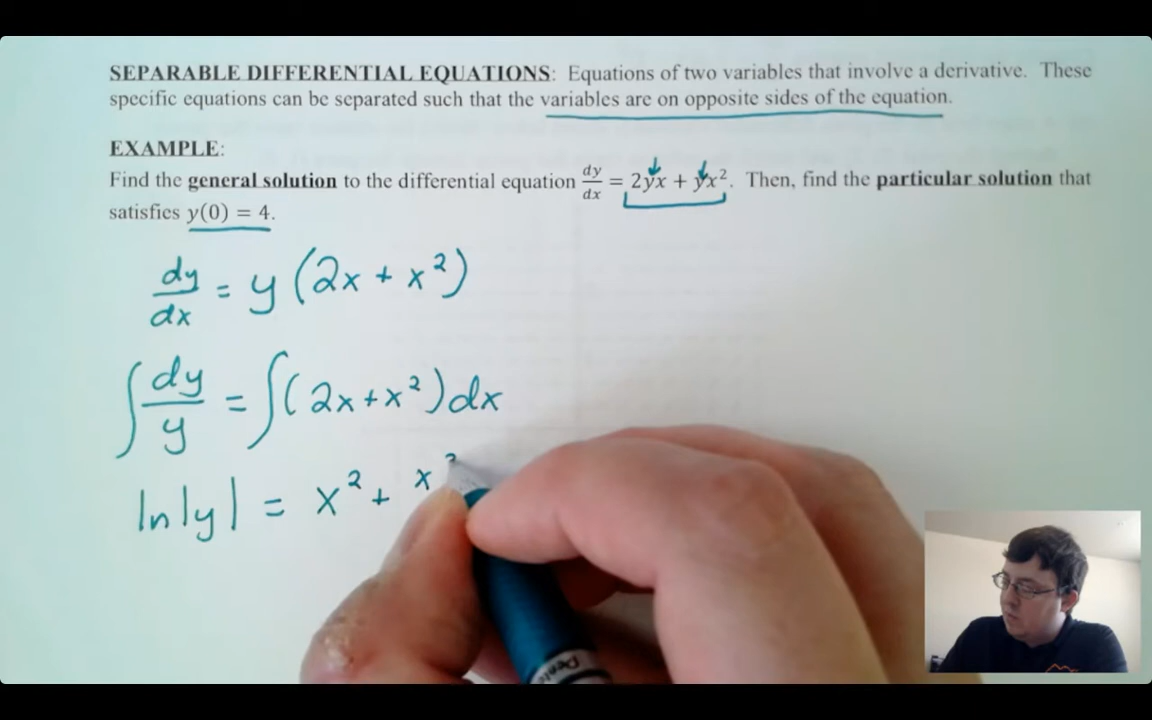 SEPARABLE DIFFERENTIAL EQUATIONS: Equations of two variables that involve a derivative. These
specific equations can be separated such that the variables are on opposite sides of the equation.
EXAMPLE:
Find the general solution to the differential equation dy/dx = 2yx + yx². Then, find the particular solution that
satisfies y(0) = 4.
dy/dx = y (2x + x²)
∫ dy/y = ∫(2x+x²)dx
ln|y| = x² + x